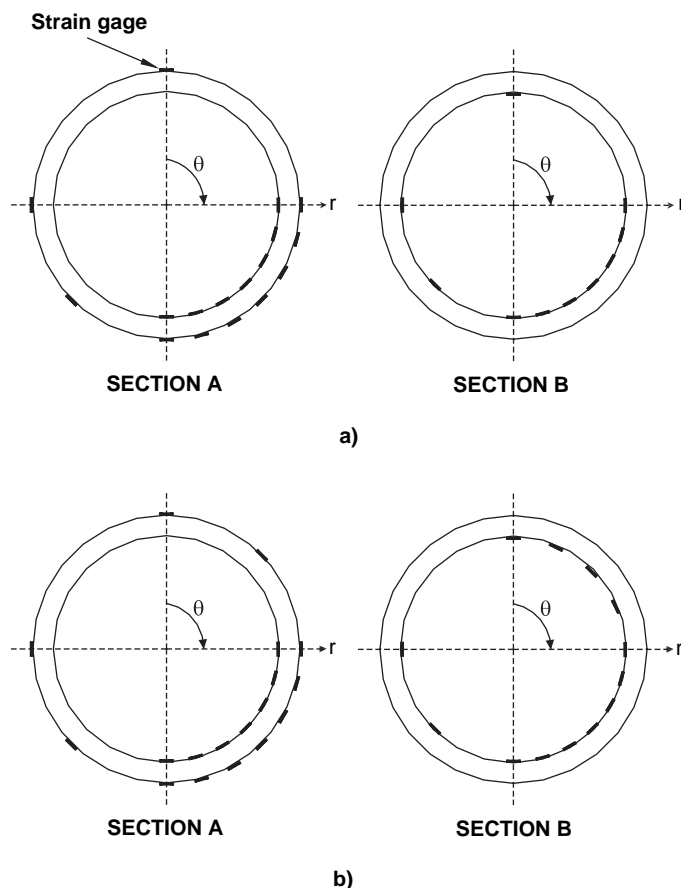 Strain gage
θ
θ
r
r
SECTION A
SECTION B
a)
θ
θ
r
r
SECTION A
SECTION B
b)